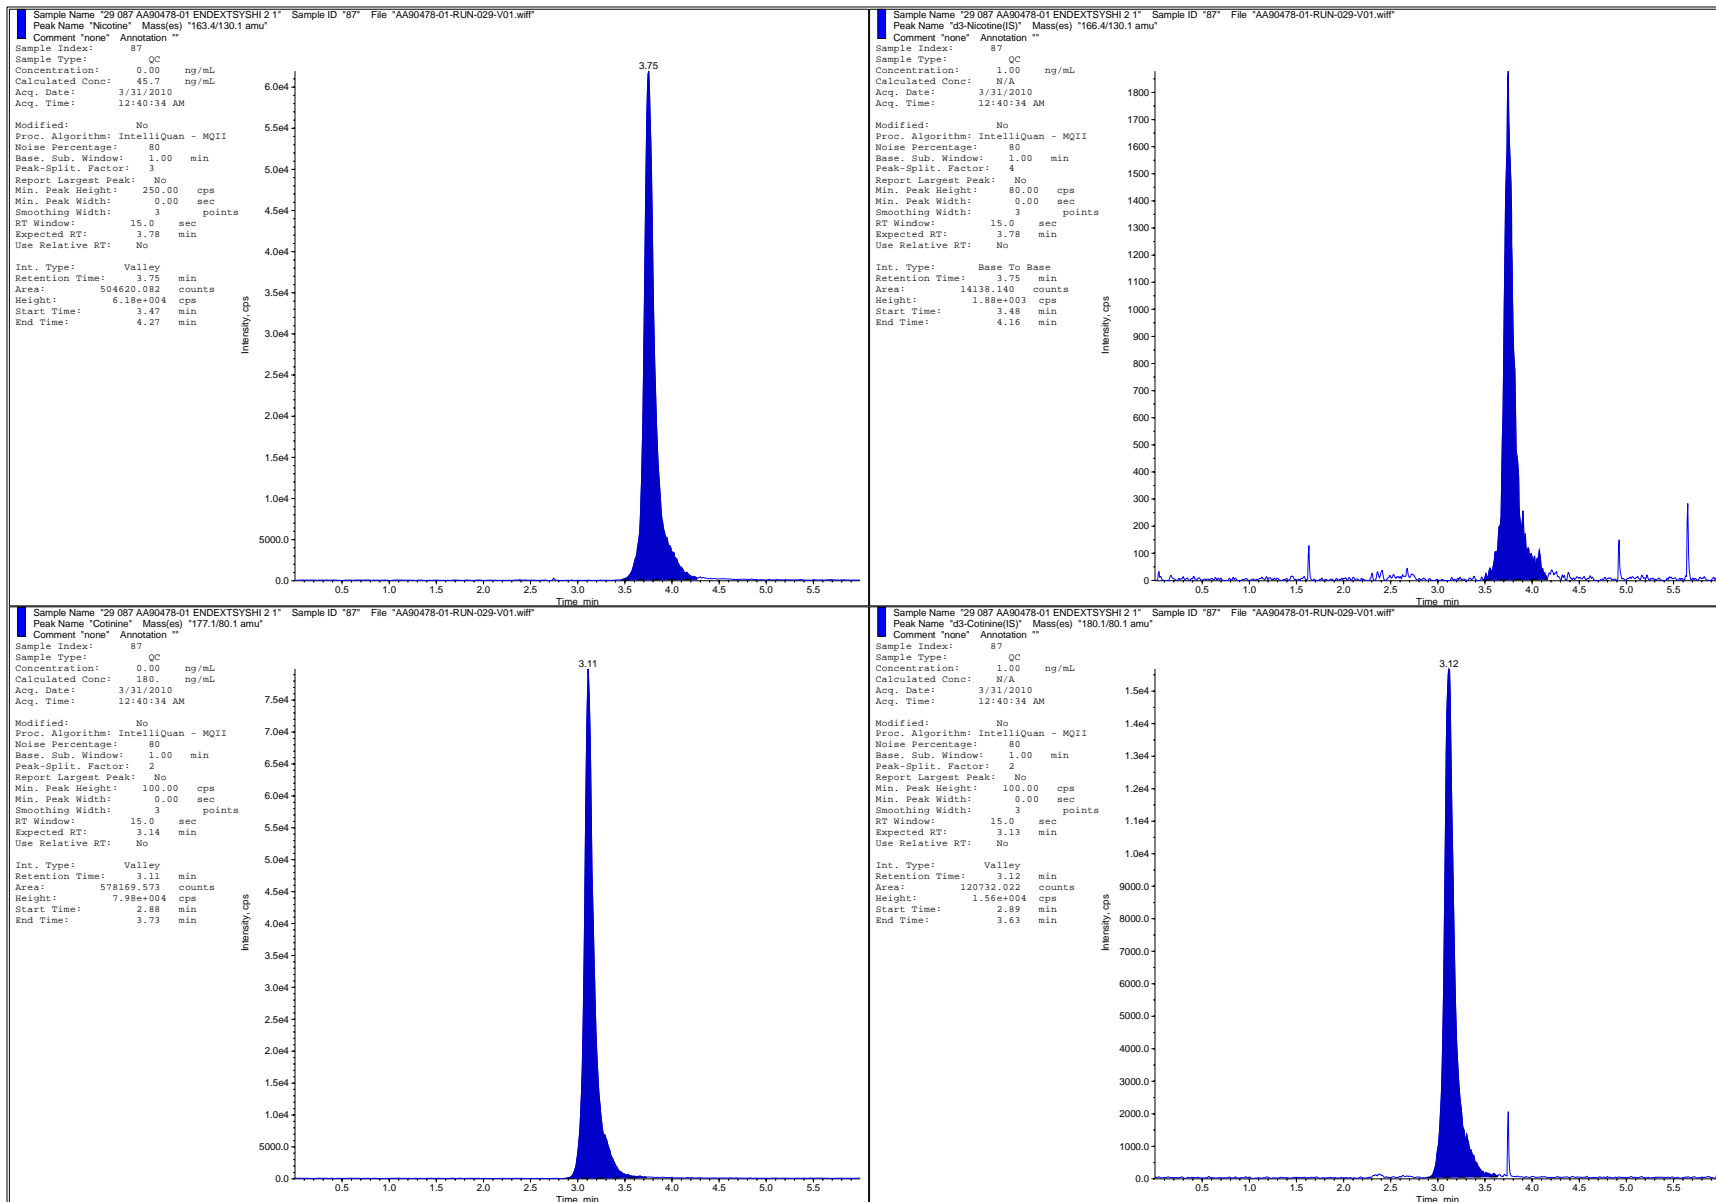 Sample Name "29 087 AA90478-01 ENDEXTSYSHI 2 1" Sample ID "87" File "AA90478-01-RUN-029-V01.wiff"
Peak Name "Nicotine" Mass(es) "163.4/130.1 amu"
Comment "none" Annotation ""
Sample Index: 87
Sample Type: QC
Concentration: 0.00 ng/mL
Calculated Conc: 45.7 ng/mL
Acq. Date: 3/31/2010
Acq. Time: 12:40:34 AM
Modified: No
Proc. Algorithm: IntelliQuan - MQII
Noise Percentage: 80
Base. Sub. Window: 1.00 min
Peak-Split. Factor: 3
Report Largest Peak: No
Min. Peak Height: 250.00 cps
Min. Peak Width: 0.00 sec
Smoothing Width: 3 points
RT Window: 15.0 sec
Expected RT: 3.78 min
Use Relative RT: No
Int. Type: Valley
Retention Time: 3.75 min
Area: 504620.082 counts
Height: 6.18e+004 cps
Start Time: 3.47 min
End Time: 4.27 min
3.75
6.0e4
5.5e4
5.0e4
4.5e4
4.0e4
3.5e4
3.0e4
2.5e4
2.0e4
1.5e4
1.0e4
5000.0
0.0
Intensity, cps
0.5 1.0 1.5 2.0 2.5 3.0 3.5 4.0 4.5 5.0 5.5
Time, min
Sample Name "29 087 AA90478-01 ENDEXTSYSHI 2 1" Sample ID "87" File "AA90478-01-RUN-029-V01.wiff"
Peak Name "d3-Nicotine(IS)" Mass(es) "166.4/130.1 amu"
Comment "none" Annotation ""
Sample Index: 87
Sample Type: QC
Concentration: 1.00 ng/mL
Calculated Conc: N/A
Acq. Date: 3/31/2010
Acq. Time: 12:40:34 AM
Modified: No
Proc. Algorithm: IntelliQuan - MQII
Noise Percentage: 80
Base. Sub. Window: 1.00 min
Peak-Split. Factor: 4
Report Largest Peak: No
Min. Peak Height: 80.00 cps
Min. Peak Width: 0.00 sec
Smoothing Width: 3 points
RT Window: 15.0 sec
Expected RT: 3.78 min
Use Relative RT: No
Int. Type: Base To Base
Retention Time: 3.75 min
Area: 14138.140 counts
Height: 1.88e+003 cps
Start Time: 3.48 min
End Time: 4.16 min
1800
1700
1600
1500
1400
1300
1200
1100
1000
900
800
700
600
500
400
300
200
100
0
Intensity, cps
0.5 1.0 1.5 2.0 2.5 3.0 3.5 4.0 4.5 5.0 5.5
Time, min
Sample Name "29 087 AA90478-01 ENDEXTSYSHI 2 1" Sample ID "87" File "AA90478-01-RUN-029-V01.wiff"
Peak Name "Cotinine" Mass(es) "177.1/80.1 amu"
Comment "none" Annotation ""
Sample Index: 87
Sample Type: QC
Concentration: 0.00 ng/mL
Calculated Conc: 180. ng/mL
Acq. Date: 3/31/2010
Acq. Time: 12:40:34 AM
Modified: No
Proc. Algorithm: IntelliQuan - MQII
Noise Percentage: 80
Base. Sub. Window: 1.00 min
Peak-Split. Factor: 2
Report Largest Peak: No
Min. Peak Height: 100.00 cps
Min. Peak Width: 0.00 sec
Smoothing Width: 3 points
RT Window: 15.0 sec
Expected RT: 3.14 min
Use Relative RT: No
Int. Type: Valley
Retention Time: 3.11 min
Area: 578169.573 counts
Height: 7.98e+004 cps
Start Time: 2.88 min
End Time: 3.73 min
3.11
7.5e4
7.0e4
6.5e4
6.0e4
5.5e4
5.0e4
4.5e4
4.0e4
3.5e4
3.0e4
2.5e4
2.0e4
1.5e4
1.0e4
5000.0
0.0
Intensity, cps
0.5 1.0 1.5 2.0 2.5 3.0 3.5 4.0 4.5 5.0 5.5
Time, min
Sample Name "29 087 AA90478-01 ENDEXTSYSHI 2 1" Sample ID "87" File "AA90478-01-RUN-029-V01.wiff"
Peak Name "d3-Cotinine(IS)" Mass(es) "180.1/80.1 amu"
Comment "none" Annotation ""
Sample Index: 87
Sample Type: QC
Concentration: 1.00 ng/mL
Calculated Conc: N/A
Acq. Date: 3/31/2010
Acq. Time: 12:40:34 AM
Modified: No
Proc. Algorithm: IntelliQuan - MQII
Noise Percentage: 80
Base. Sub. Window: 1.00 min
Peak-Split. Factor: 2
Report Largest Peak: No
Min. Peak Height: 100.00 cps
Min. Peak Width: 0.00 sec
Smoothing Width: 3 points
RT Window: 15.0 sec
Expected RT: 3.13 min
Use Relative RT: No
Int. Type: Valley
Retention Time: 3.12 min
Area: 120732.022 counts
Height: 1.56e+004 cps
Start Time: 2.89 min
End Time: 3.63 min
3.12
1.5e4
1.4e4
1.3e4
1.2e4
1.1e4
1.0e4
9000.0
8000.0
7000.0
6000.0
5000.0
4000.0
3000.0
2000.0
1000.0
0.0
Intensity, cps
0.5 1.0 1.5 2.0 2.5 3.0 3.5 4.0 4.5 5.0 5.5
Time, min